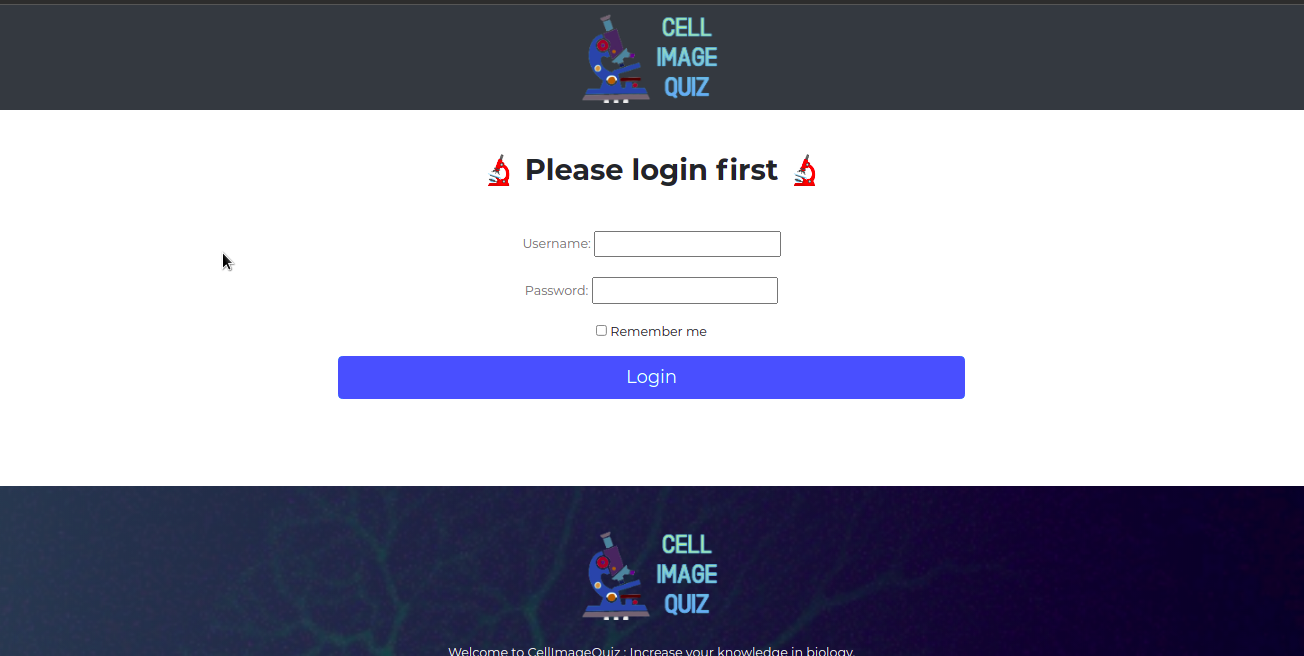 CELL
IMAGE
QUIZ
Please login first
Username:
Password:
Remember me
Login
CELL
IMAGE
QUIZ
Welcome to CellImageQuiz : Increase your knowledge in biology.